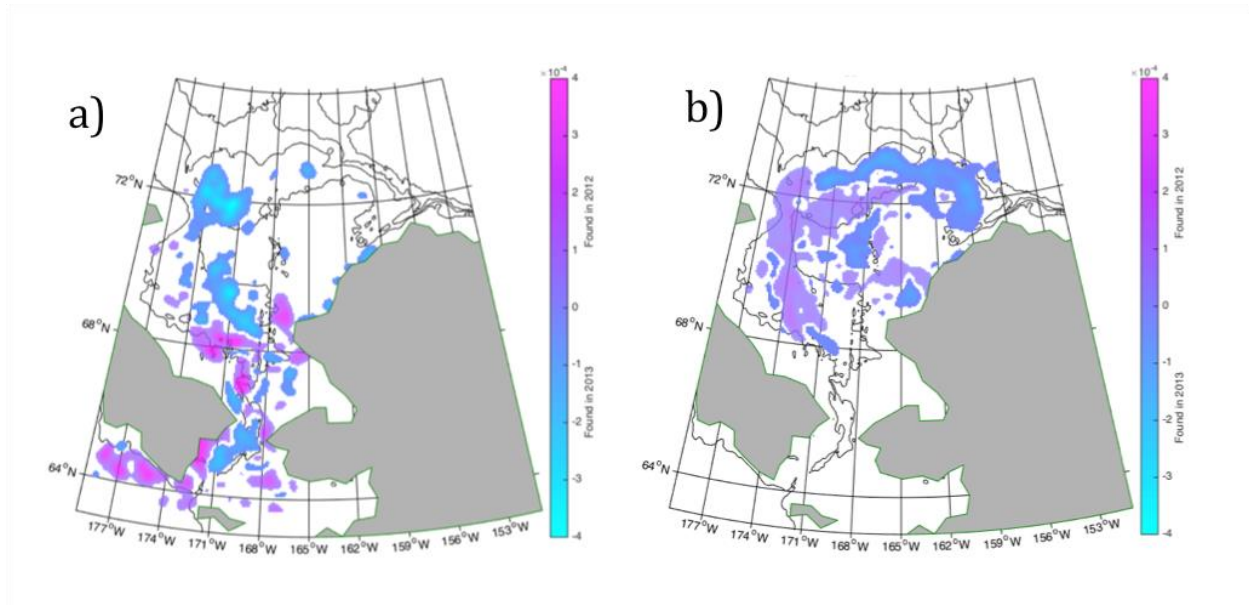 a)
72°N
68°N
64°N
177°W
174°W
171°W
168°W
165°W
162°W
159°W
156°W
153°W
×10⁻⁴
4
3
2
1
0
-1
-2
-3
-4
Found in 2012
Found in 2013
b)
72°N
68°N
64°N
177°W
174°W
171°W
168°W
165°W
162°W
159°W
156°W
153°W
×10⁻⁴
4
3
2
1
0
-1
-2
-3
-4
Found in 2012
Found in 2013